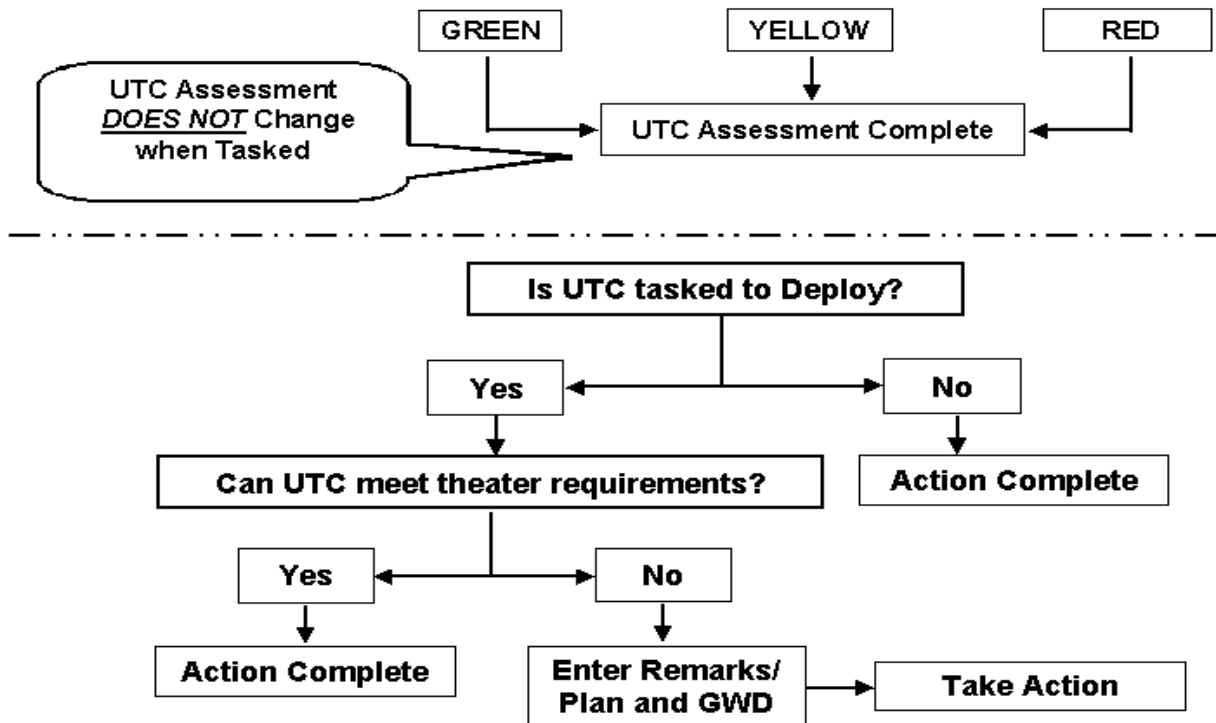 GREEN
YELLOW
RED
UTC Assessment
DOES NOT Change
when Tasked
UTC Assessment Complete
Is UTC tasked to Deploy?
Yes
No
Can UTC meet theater requirements?
Action Complete
Yes
No
Action Complete
Enter Remarks/
Plan and GWD
Take Action